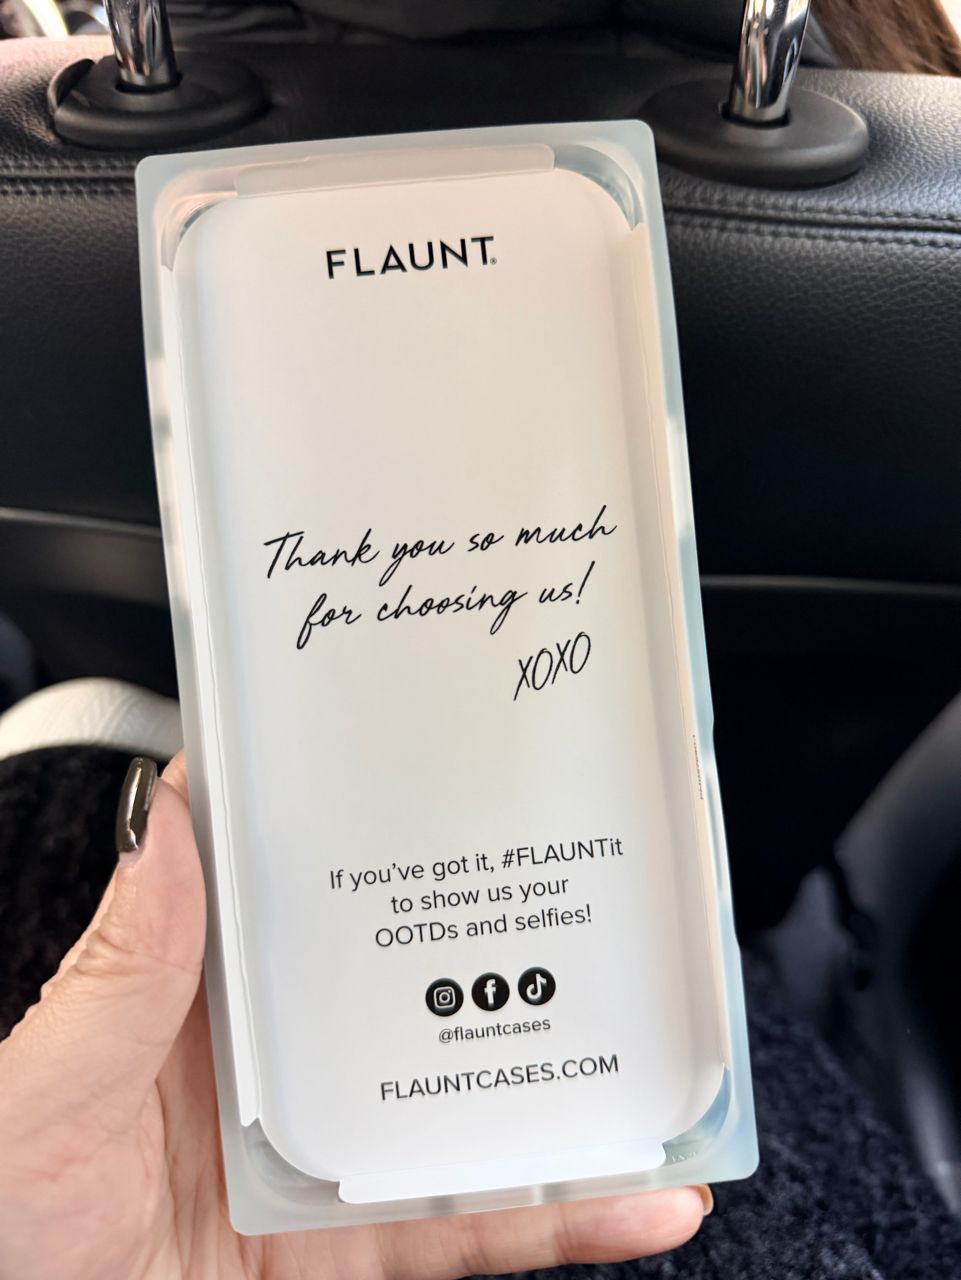 FLAUNT®
Thank you so much
for choosing us!
XOXO
If you've got it, #FLAUNTit
to show us your
OOTDs and selfies!
@flauntcases
FLAUNTCASES.COM